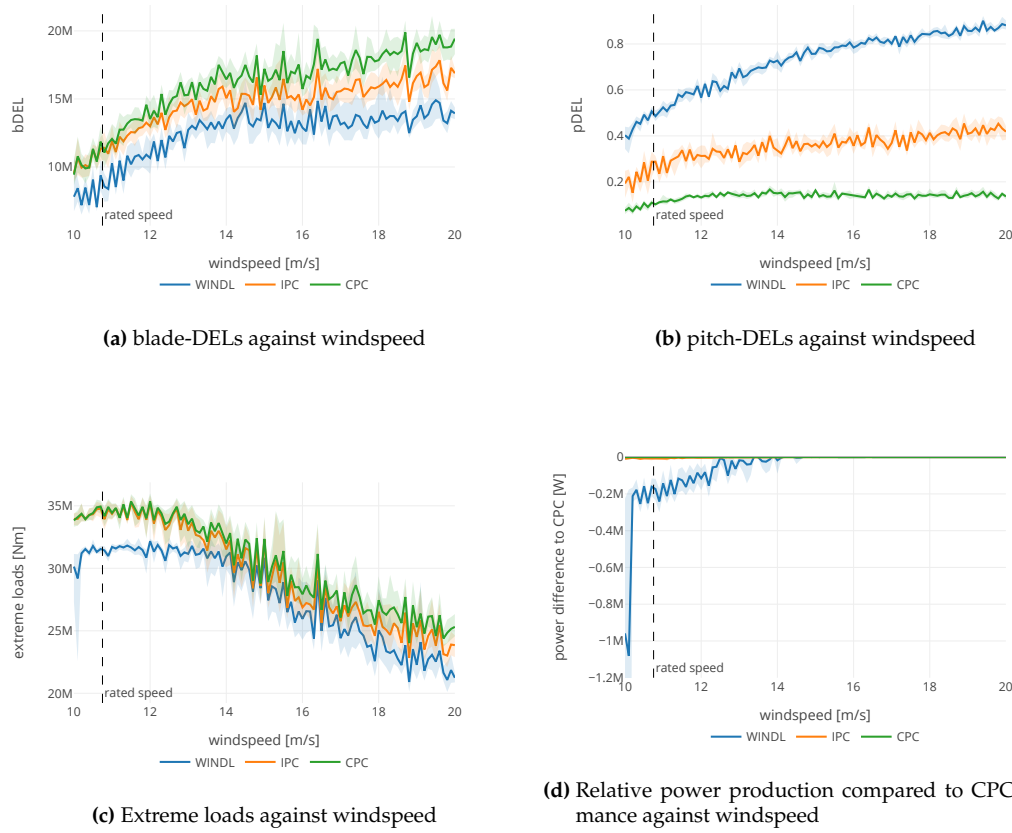 20M
15M
10M
bDEL
rated speed
10 12 14 16 18 20
windspeed [m/s]
WINDL IPC CPC
(a) blade-DELs against windspeed
0.8
0.6
0.4
0.2
pDEL
rated speed
10 12 14 16 18 20
windspeed [m/s]
WINDL IPC CPC
(b) pitch-DELs against windspeed
35M
30M
25M
20M
extreme loads [Nm]
rated speed
10 12 14 16 18 20
windspeed [m/s]
WINDL IPC CPC
(c) Extreme loads against windspeed
0
−0.2M
−0.4M
−0.6M
−0.8M
−1M
−1.2M
power difference to CPC [W]
rated speed
10 12 14 16 18 20
windspeed [m/s]
WINDL IPC CPC
(d) Relative power production compared to CPC
mance against windspeed